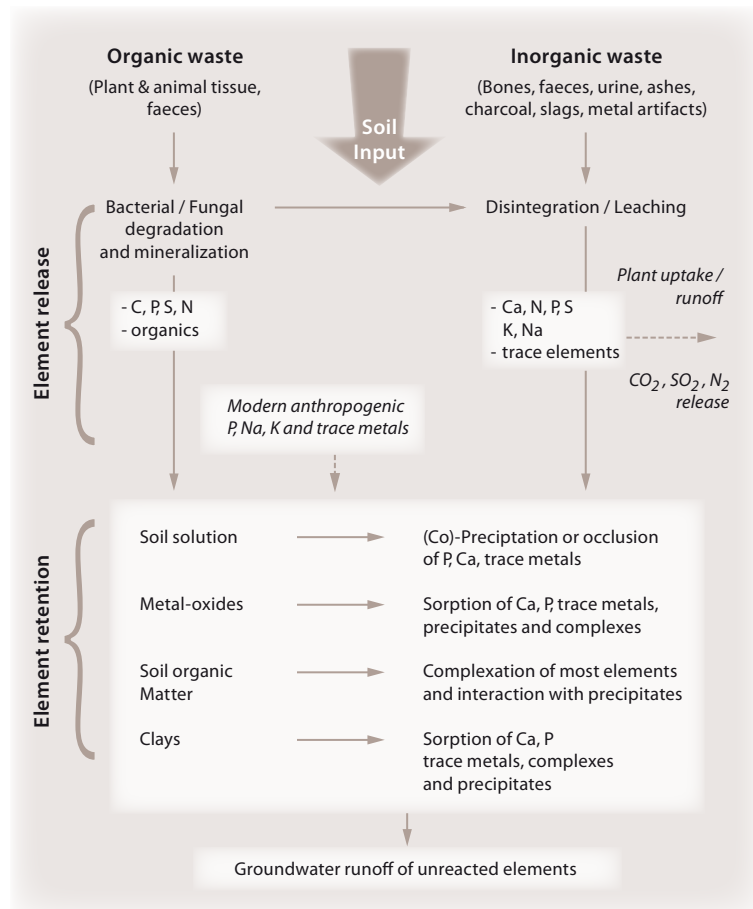 Organic waste
(Plant & animal tissue,
faeces)
Soil
Input
Inorganic waste
(Bones, faeces, urine, ashes,
charcoal, slags, metal artifacts)
Element release
Bacterial / Fungal
degradation
and mineralization
Disintegration / Leaching
- C, P, S, N
- organics
- Ca, N, P, S
K, Na
- trace elements
Plant uptake /
runoff
CO2 , SO2 , N2
release
Modern anthropogenic
P, Na, K and trace metals
Element retention
Soil solution
(Co)-Preciptation or occlusion
of P, Ca, trace metals
Metal-oxides
Sorption of Ca, P, trace metals,
precipitates and complexes
Soil organic
Matter
Complexation of most elements
and interaction with precipitates
Clays
Sorption of Ca, P
trace metals, complexes
and precipitates
Groundwater runoff of unreacted elements